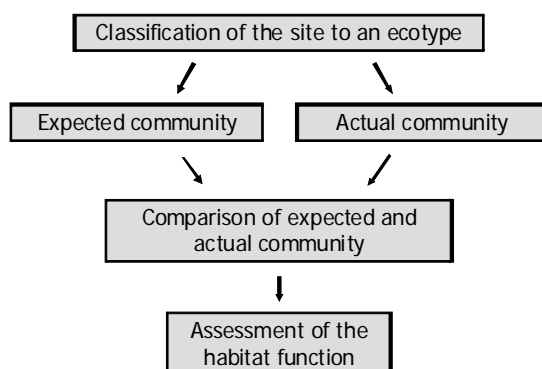 Classification of the site to an ecotype
Expected community
Actual community
Comparison of expected and
actual community
Assessment of the
habitat function